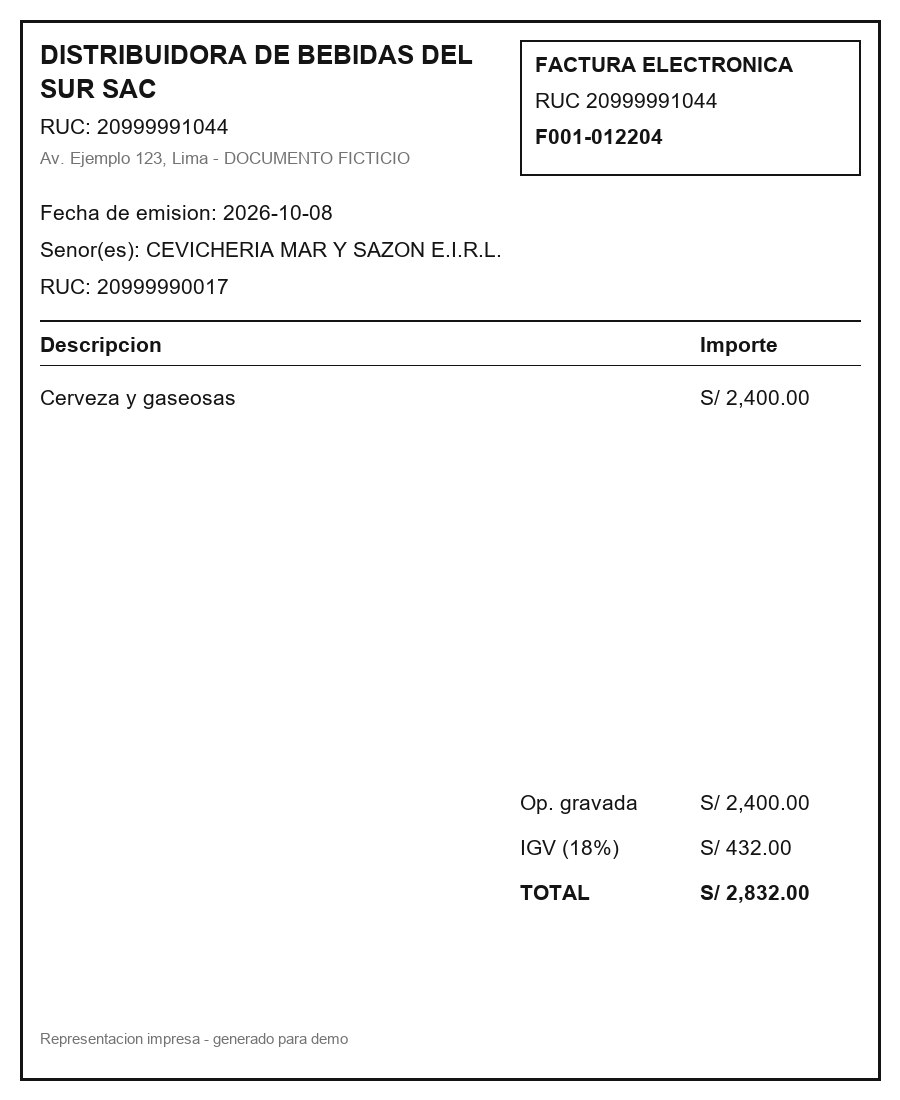 DISTRIBUIDORA DE BEBIDAS DEL
SUR SAC
RUC: 20999991044
Av. Ejemplo 123, Lima - DOCUMENTO FICTICIO
FACTURA ELECTRONICA
RUC 20999991044
F001-012204
Fecha de emision: 2026-10-08
Senor(es): CEVICHERIA MAR Y SAZON E.I.R.L.
RUC: 20999990017
Descripcion Importe
Cerveza y gaseosas S/ 2,400.00
Op. gravada S/ 2,400.00
IGV (18%) S/ 432.00
TOTAL S/ 2,832.00
Representacion impresa - generado para demo